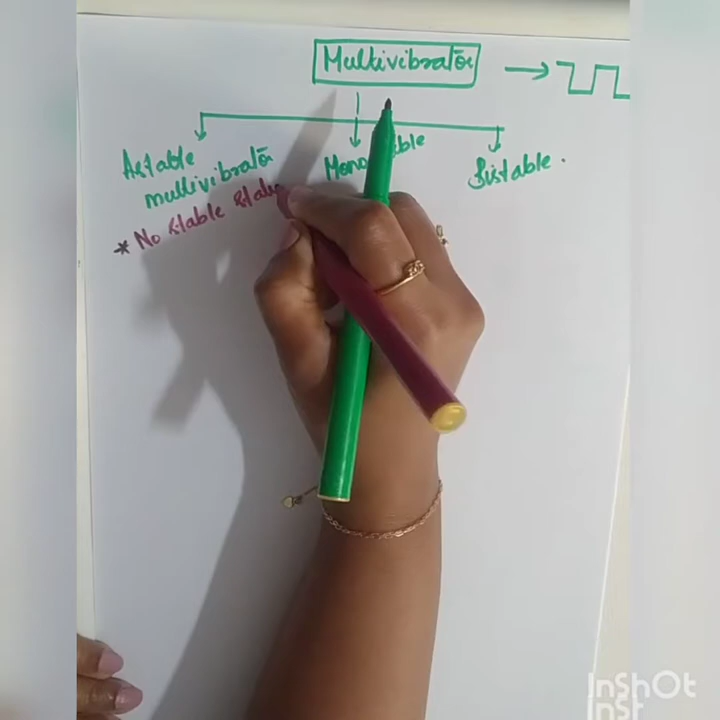 Multivibrator
Astable
multivibrator
Bistable.
* No stable state
InShOt